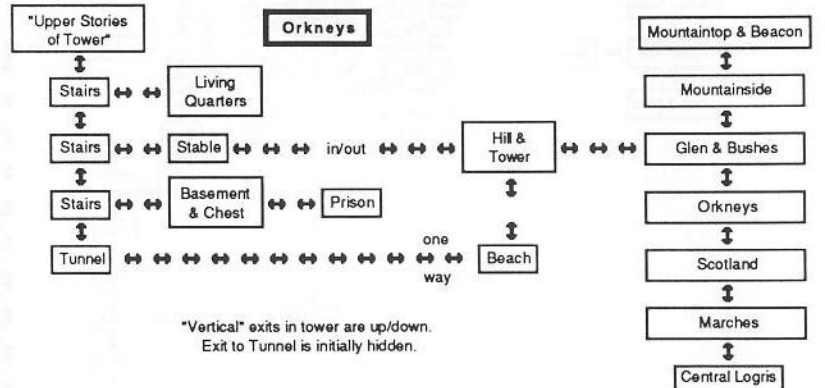 "Upper Stories
of Tower"
Orkneys
Mountaintop & Beacon
Stairs
Living
Quarters
Mountainside
Stairs
Stable
in/out
Hill &
Tower
Glen & Bushes
Stairs
Basement
& Chest
Prison
Orkneys
Tunnel
one
way
Beach
Scotland
"Vertical" exits in tower are up/down.
Exit to Tunnel is initially hidden.
Marches
Central Logris